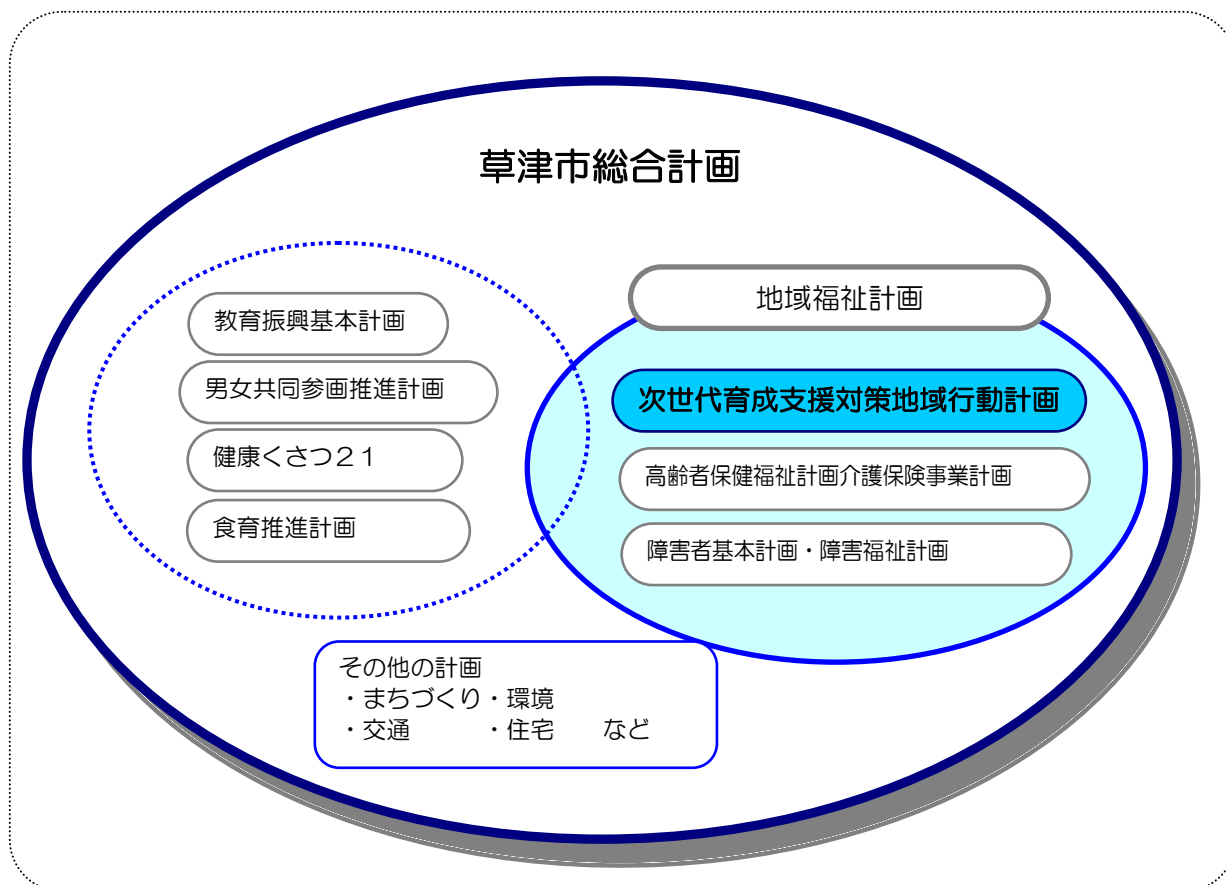 草津市総合計画
教育振興基本計画
男女共同参画推進計画
健康くさつ２１
食育推進計画
地域福祉計画
次世代育成支援対策地域行動計画
高齢者保健福祉計画介護保険事業計画
障害者基本計画・障害福祉計画
その他の計画
・まちづくり・環境
・交通　　　・住宅　　など